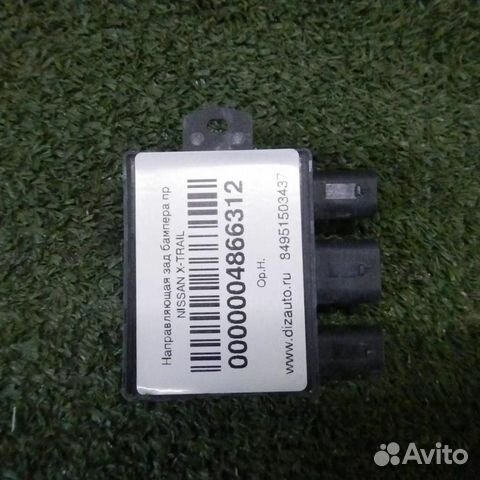 Направляющая зад бампера пр
NISSAN X-TRAIL
0000004866312
Ор.Н.
www.dizauto.ru 84951503437
Avito